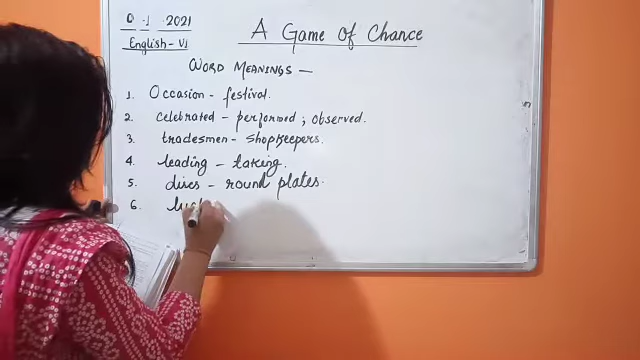 D .1 .2021
A Game Of Chance
English - VI
WORD MEANINGS —
1. Occasion - festival.
2. celebrated - performed ; observed.
3. tradesmen - shopkeepers.
4. leading - taking.
5. discs - round plates.
6.